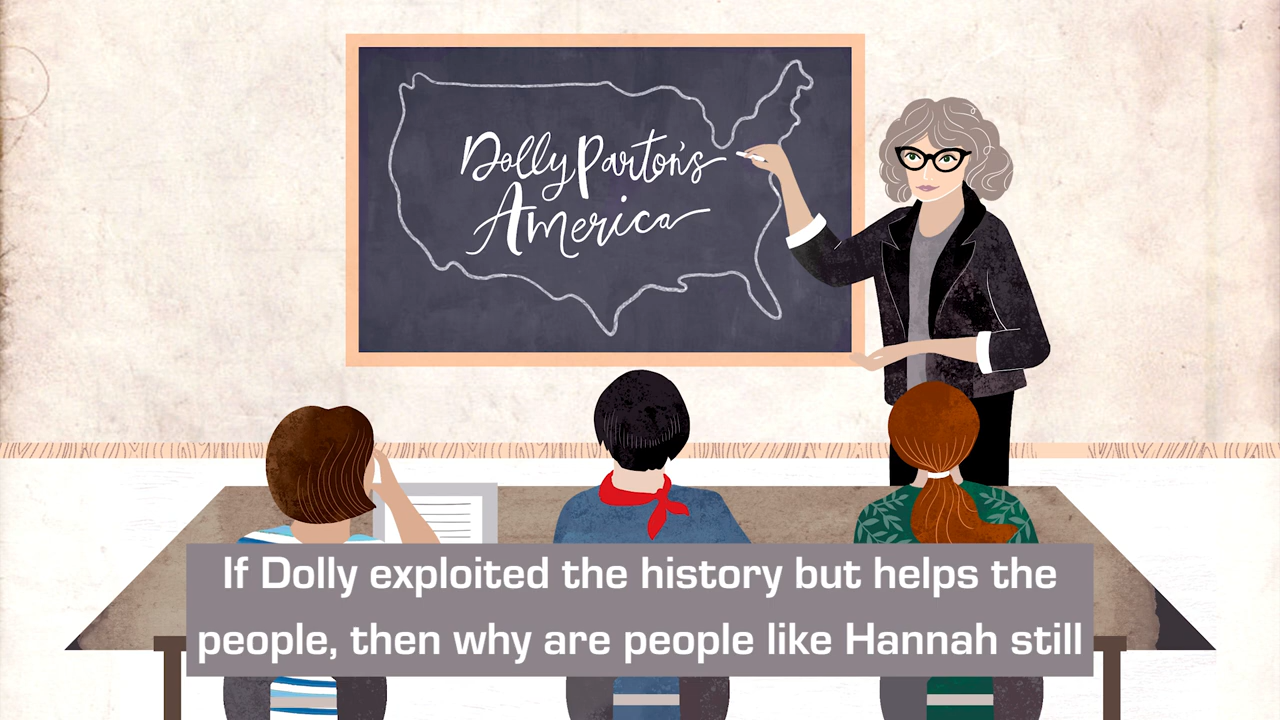 Dolly Parton's
America
If Dolly exploited the history but helps the
people, then why are people like Hannah still